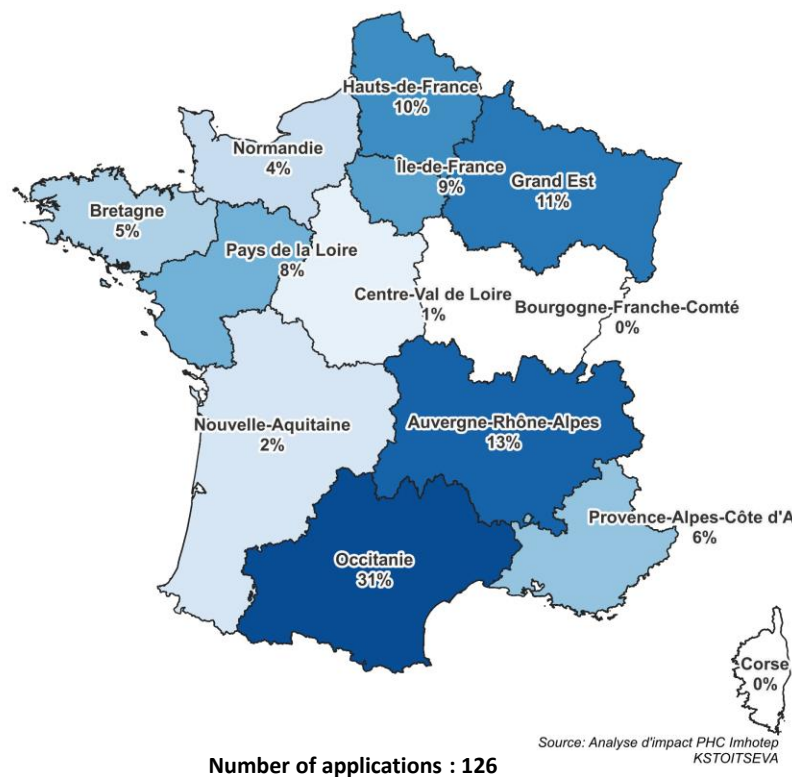 Hauts-de-France
10%
Normandie
4%
Île-de-France
9%
Grand Est
11%
Bretagne
5%
Pays de la Loire
8%
Centre-Val de Loire
1%
Bourgogne-Franche-Comté
0%
Nouvelle-Aquitaine
2%
Auvergne-Rhône-Alpes
13%
Provence-Alpes-Côte d'A
6%
Occitanie
31%
Corse
0%
Source: Analyse d'impact PHC Imhotep
KSTOITSEVA
Number of applications : 126